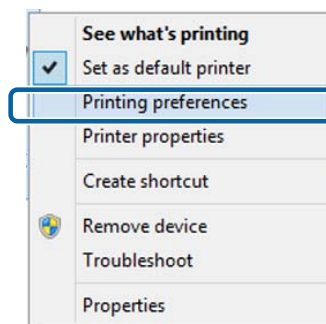 See what's printing
Set as default printer
Printing preferences
Printer properties
Create shortcut
Remove device
Troubleshoot
Properties